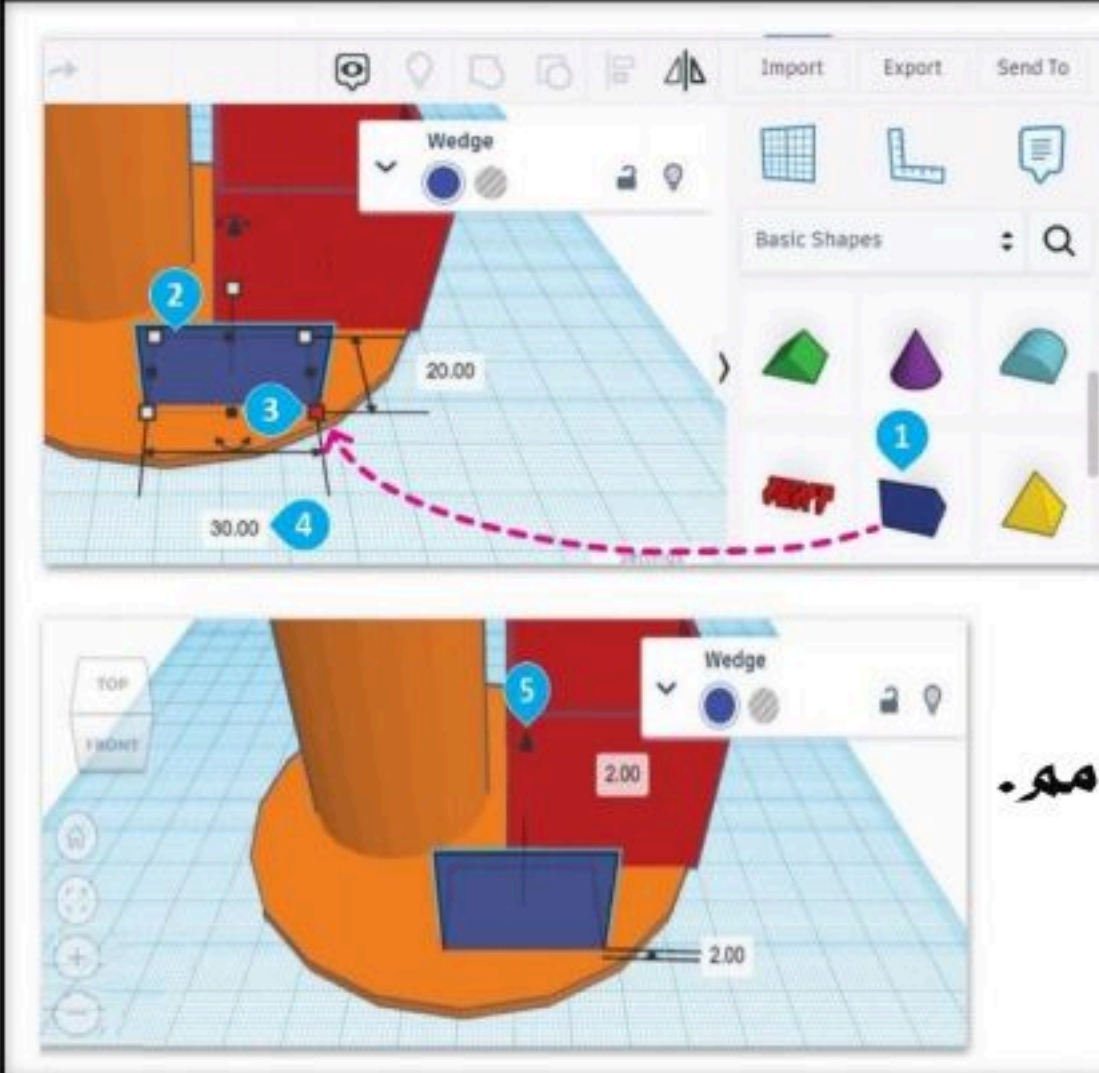 Import Export Send To
Wedge
Basic Shapes
2
20.00
3
1
TEXT
30.00 4
TOP
FRONT
Wedge
5
2.00
2.00
مم.